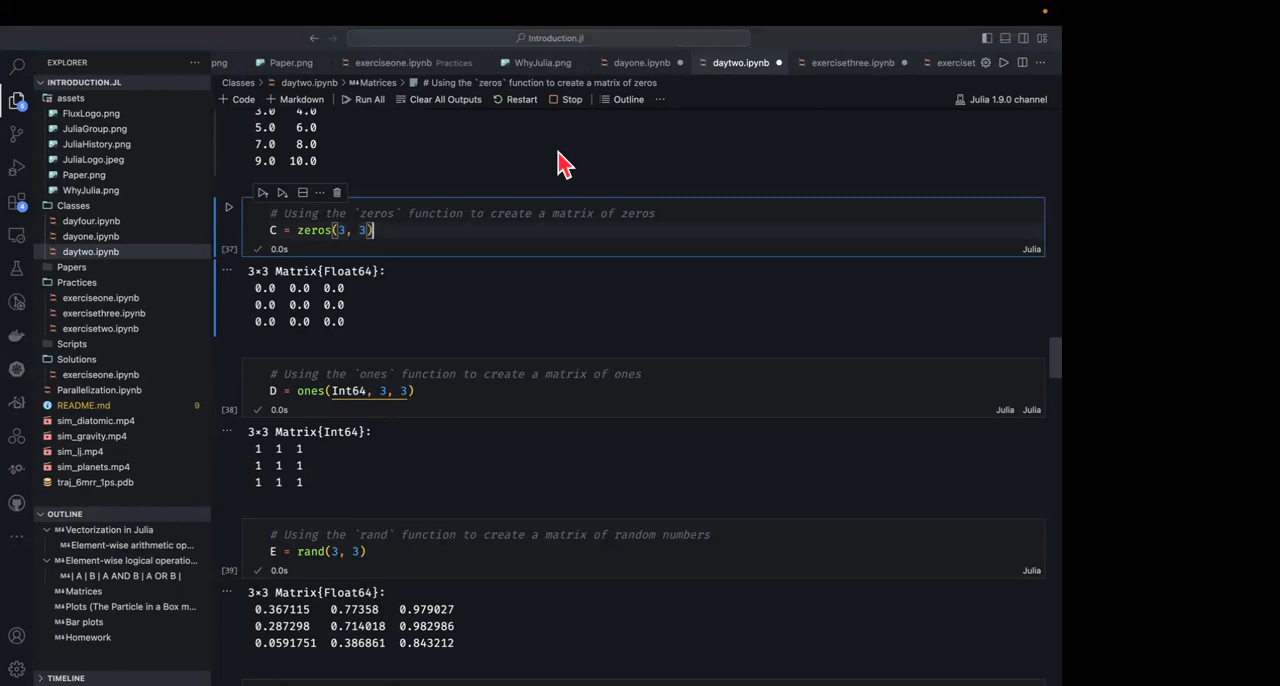 Introduction.jl
EXPLORER
png
Paper.png
exerciseone.ipynb Practices
WhyJulia.png
dayone.ipynb
daytwo.ipynb
exercisethree.ipynb
exerciset
INTRODUCTION.JL
Classes > daytwo.ipynb > Matrices > # Using the `zeros` function to create a matrix of zeros
+ Code + Markdown Run All Clear All Outputs Restart Stop Outline ...
Julia 1.9.0 channel
assets
FluxLogo.png
JuliaGroup.png
JuliaHistory.png
JuliaLogo.jpeg
Paper.png
WhyJulia.png
Classes
dayfour.ipynb
dayone.ipynb
daytwo.ipynb
Papers
Practices
exerciseone.ipynb
exercisethree.ipynb
exercisetwo.ipynb
Scripts
Solutions
exerciseone.ipynb
Parallelization.ipynb
README.md 9
sim_diatomic.mp4
sim_gravity.mp4
sim_lj.mp4
sim_planets.mp4
traj_6mrr_1ps.pdb
OUTLINE
Vectorization in Julia
Element-wise arithmetic op...
Element-wise logical operatio...
| A | B | A AND B | A OR B |
Matrices
Plots (The Particle in a Box m...
Bar plots
Homework
TIMELINE
5
4
3.0 4.0
5.0 6.0
7.0 8.0
9.0 10.0
# Using the `zeros` function to create a matrix of zeros
C = zeros(3, 3)
[37] 0.0s Julia
3×3 Matrix{Float64}:
0.0 0.0 0.0
0.0 0.0 0.0
0.0 0.0 0.0
# Using the `ones` function to create a matrix of ones
D = ones(Int64, 3, 3)
[38] 0.0s Julia Julia
3×3 Matrix{Int64}:
1 1 1
1 1 1
1 1 1
# Using the `rand` function to create a matrix of random numbers
E = rand(3, 3)
[39] 0.0s Julia
3×3 Matrix{Float64}:
0.367115 0.77358 0.979027
0.287298 0.714018 0.982986
0.0591751 0.386861 0.843212